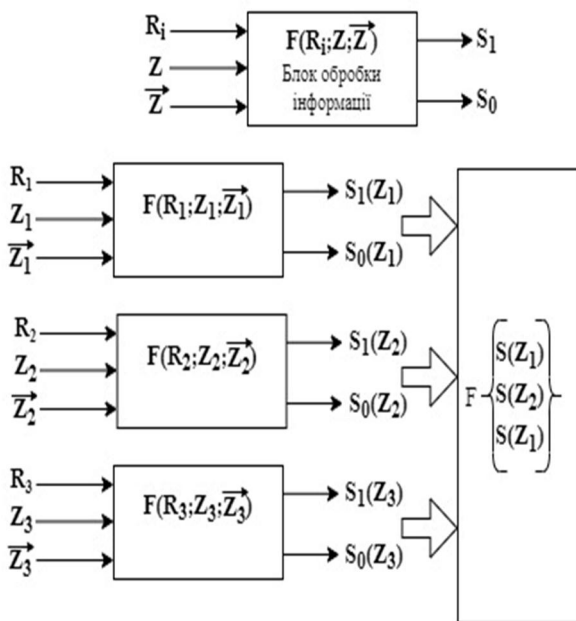 Rᵢ
Z
Z⃗
F(Rᵢ;Z;Z⃗)
Блок обробки
інформації
S₁
S₀
R₁
Z₁
Z⃗₁
F(R₁;Z₁;Z⃗₁)
S₁(Z₁)
S₀(Z₁)
R₂
Z₂
Z⃗₂
F(R₂;Z₂;Z⃗₂)
S₁(Z₂)
S₀(Z₂)
R₃
Z₃
Z⃗₃
F(R₃;Z₃;Z⃗₃)
S₁(Z₃)
S₀(Z₃)
S(Z₁)
F S(Z₂)
S(Z₁)